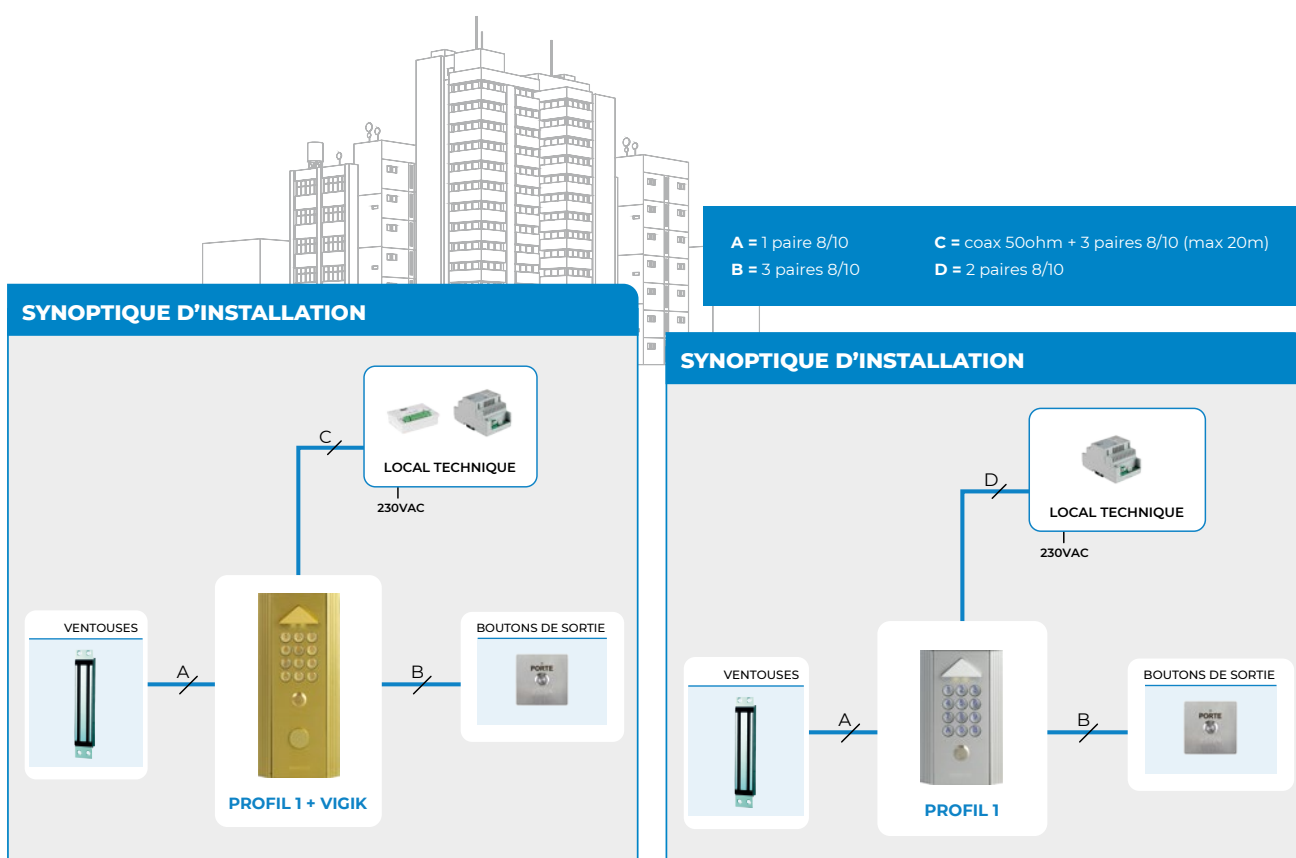 A = 1 paire 8/10
B = 3 paires 8/10
C = coax 50ohm + 3 paires 8/10 (max 20m)
D = 2 paires 8/10
SYNOPTIQUE D'INSTALLATION
C
LOCAL TECHNIQUE
230VAC
VENTOUSES
A
PROFIL 1 + VIGIK
B
BOUTONS DE SORTIE
PORTE
SYNOPTIQUE D'INSTALLATION
D
LOCAL TECHNIQUE
230VAC
VENTOUSES
A
PROFIL 1
B
BOUTONS DE SORTIE
PORTE